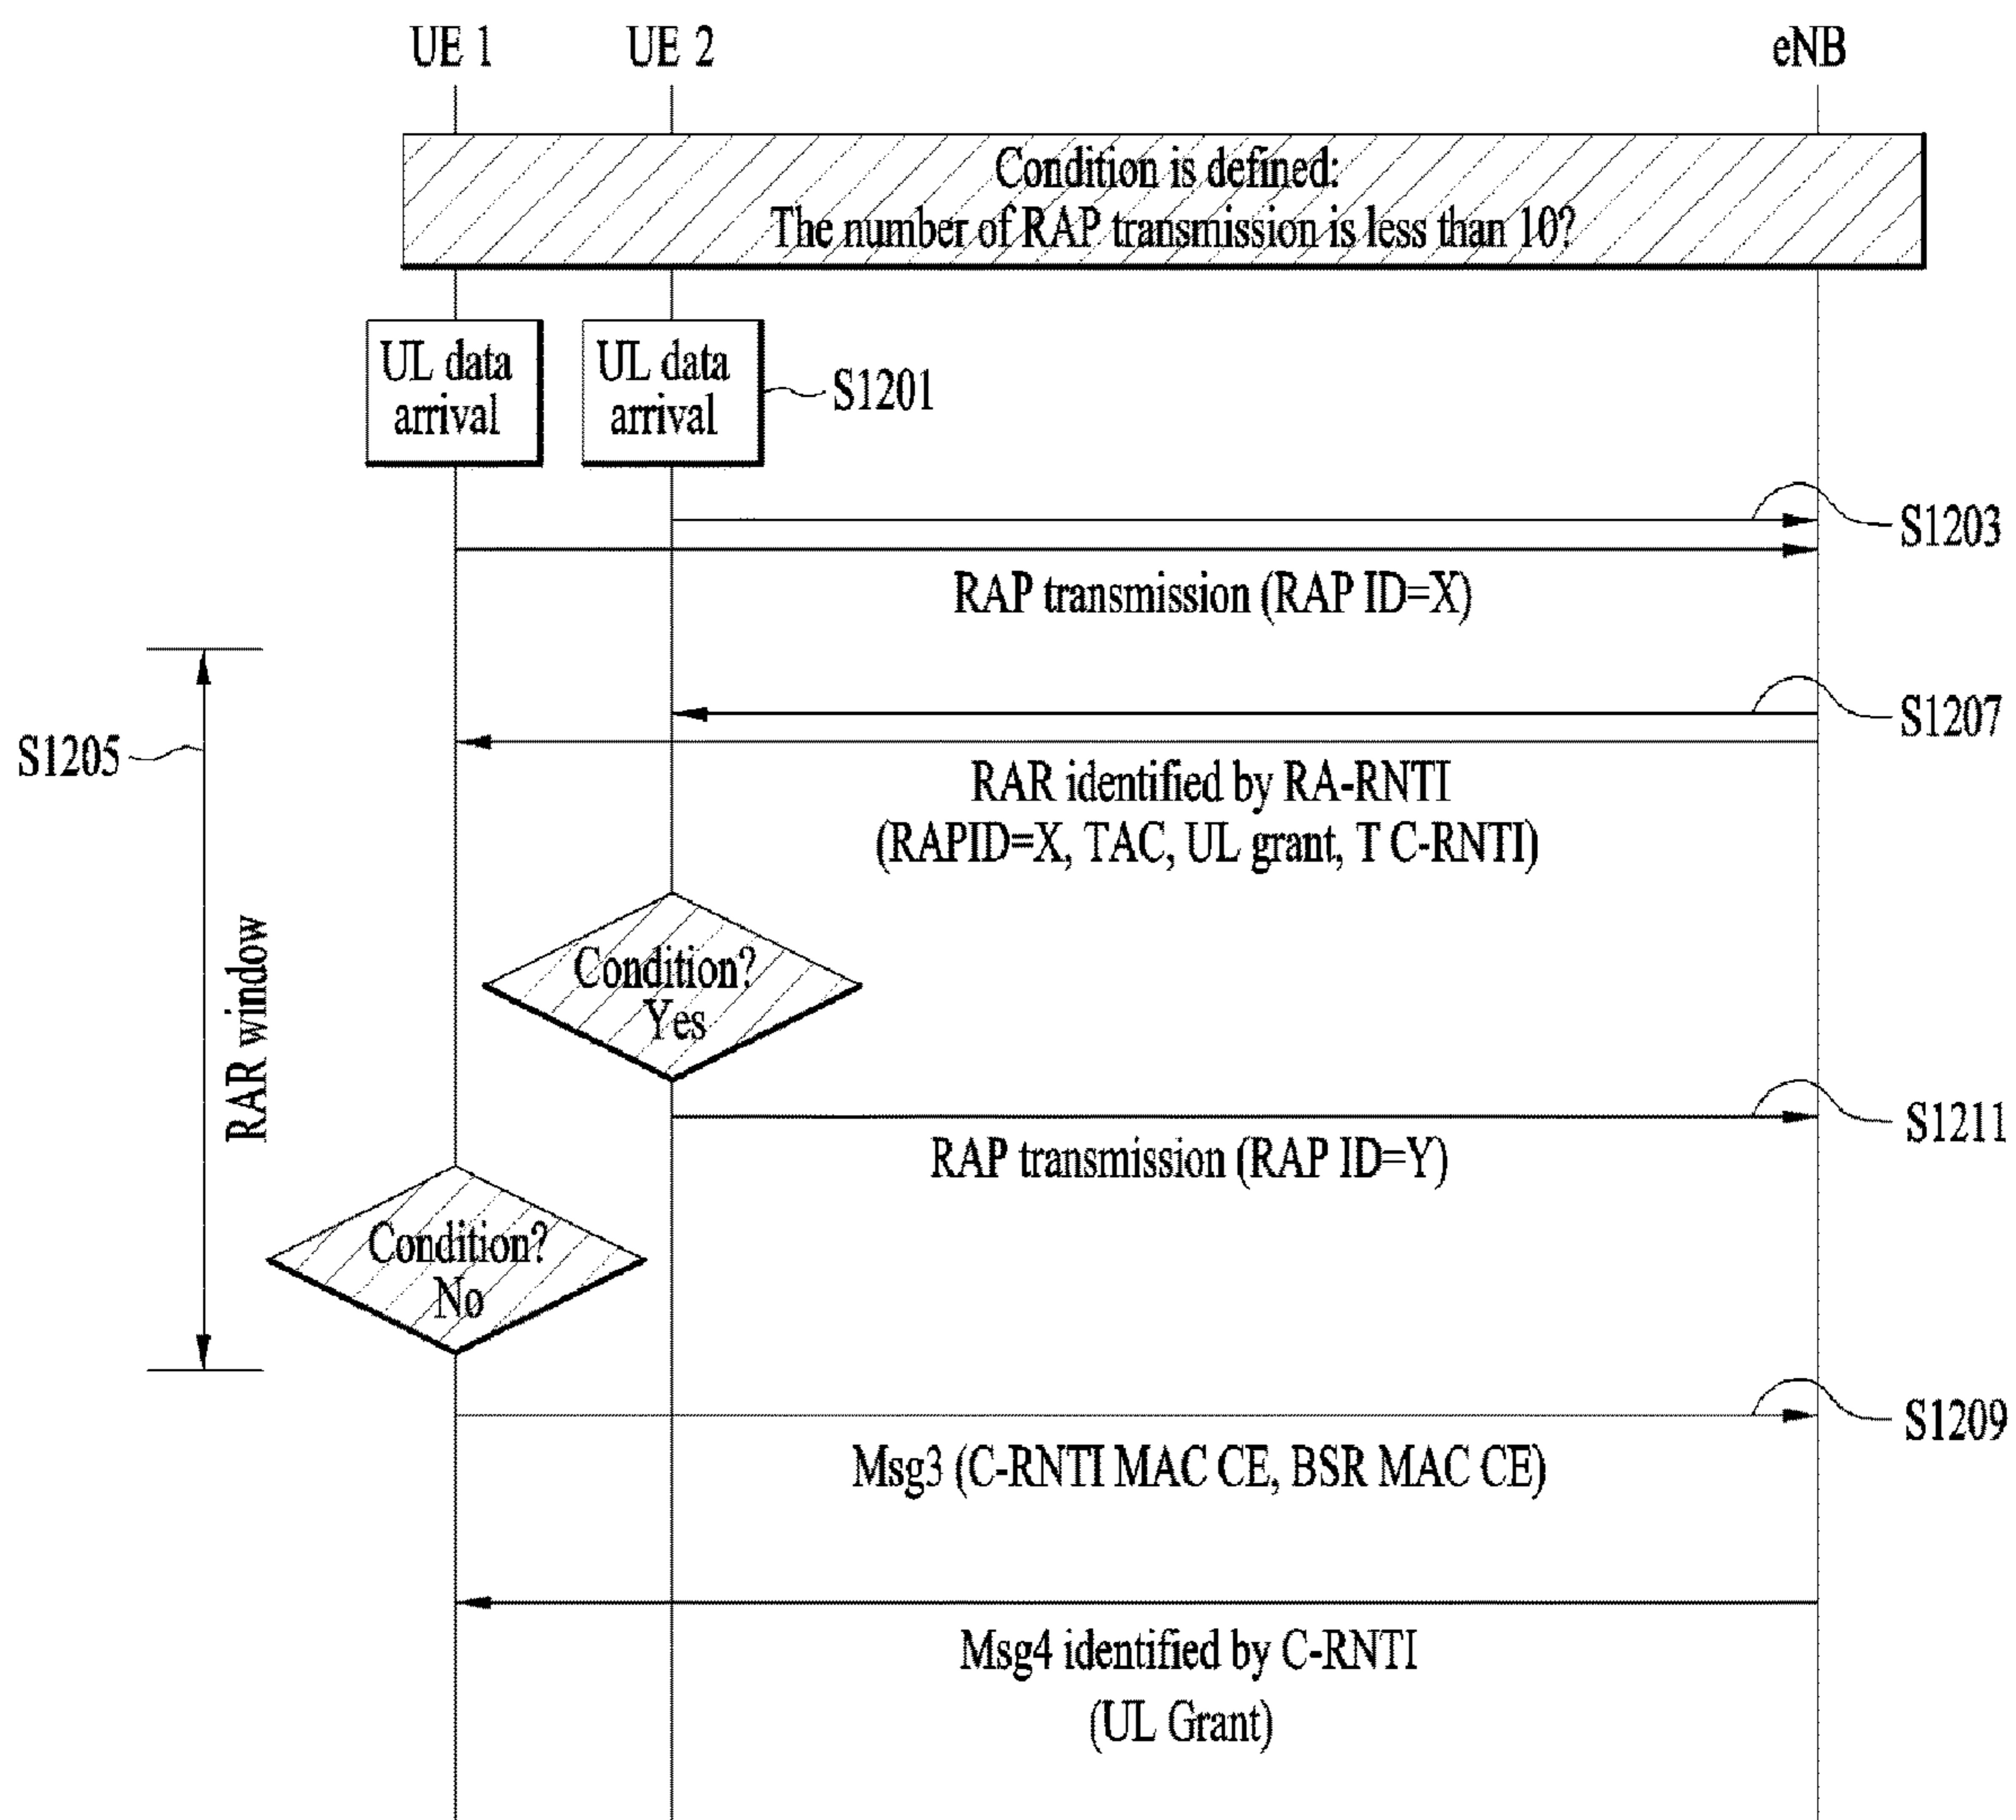 UE 1
UE 2
eNB
Condition is defined:
The number of RAP transmission is less than 10?
UL data
arrival
UL data
arrival
S1201
S1203
RAP transmission (RAP ID=X)
S1207
S1205
RAR identified by RA-RNTI
(RAPID=X, TAC, UL grant, T C-RNTI)
RAR window
Condition?
Yes
S1211
RAP transmission (RAP ID=Y)
Condition?
No
S1209
Msg3 (C-RNTI MAC CE, BSR MAC CE)
Msg4 identified by C-RNTI
(UL Grant)